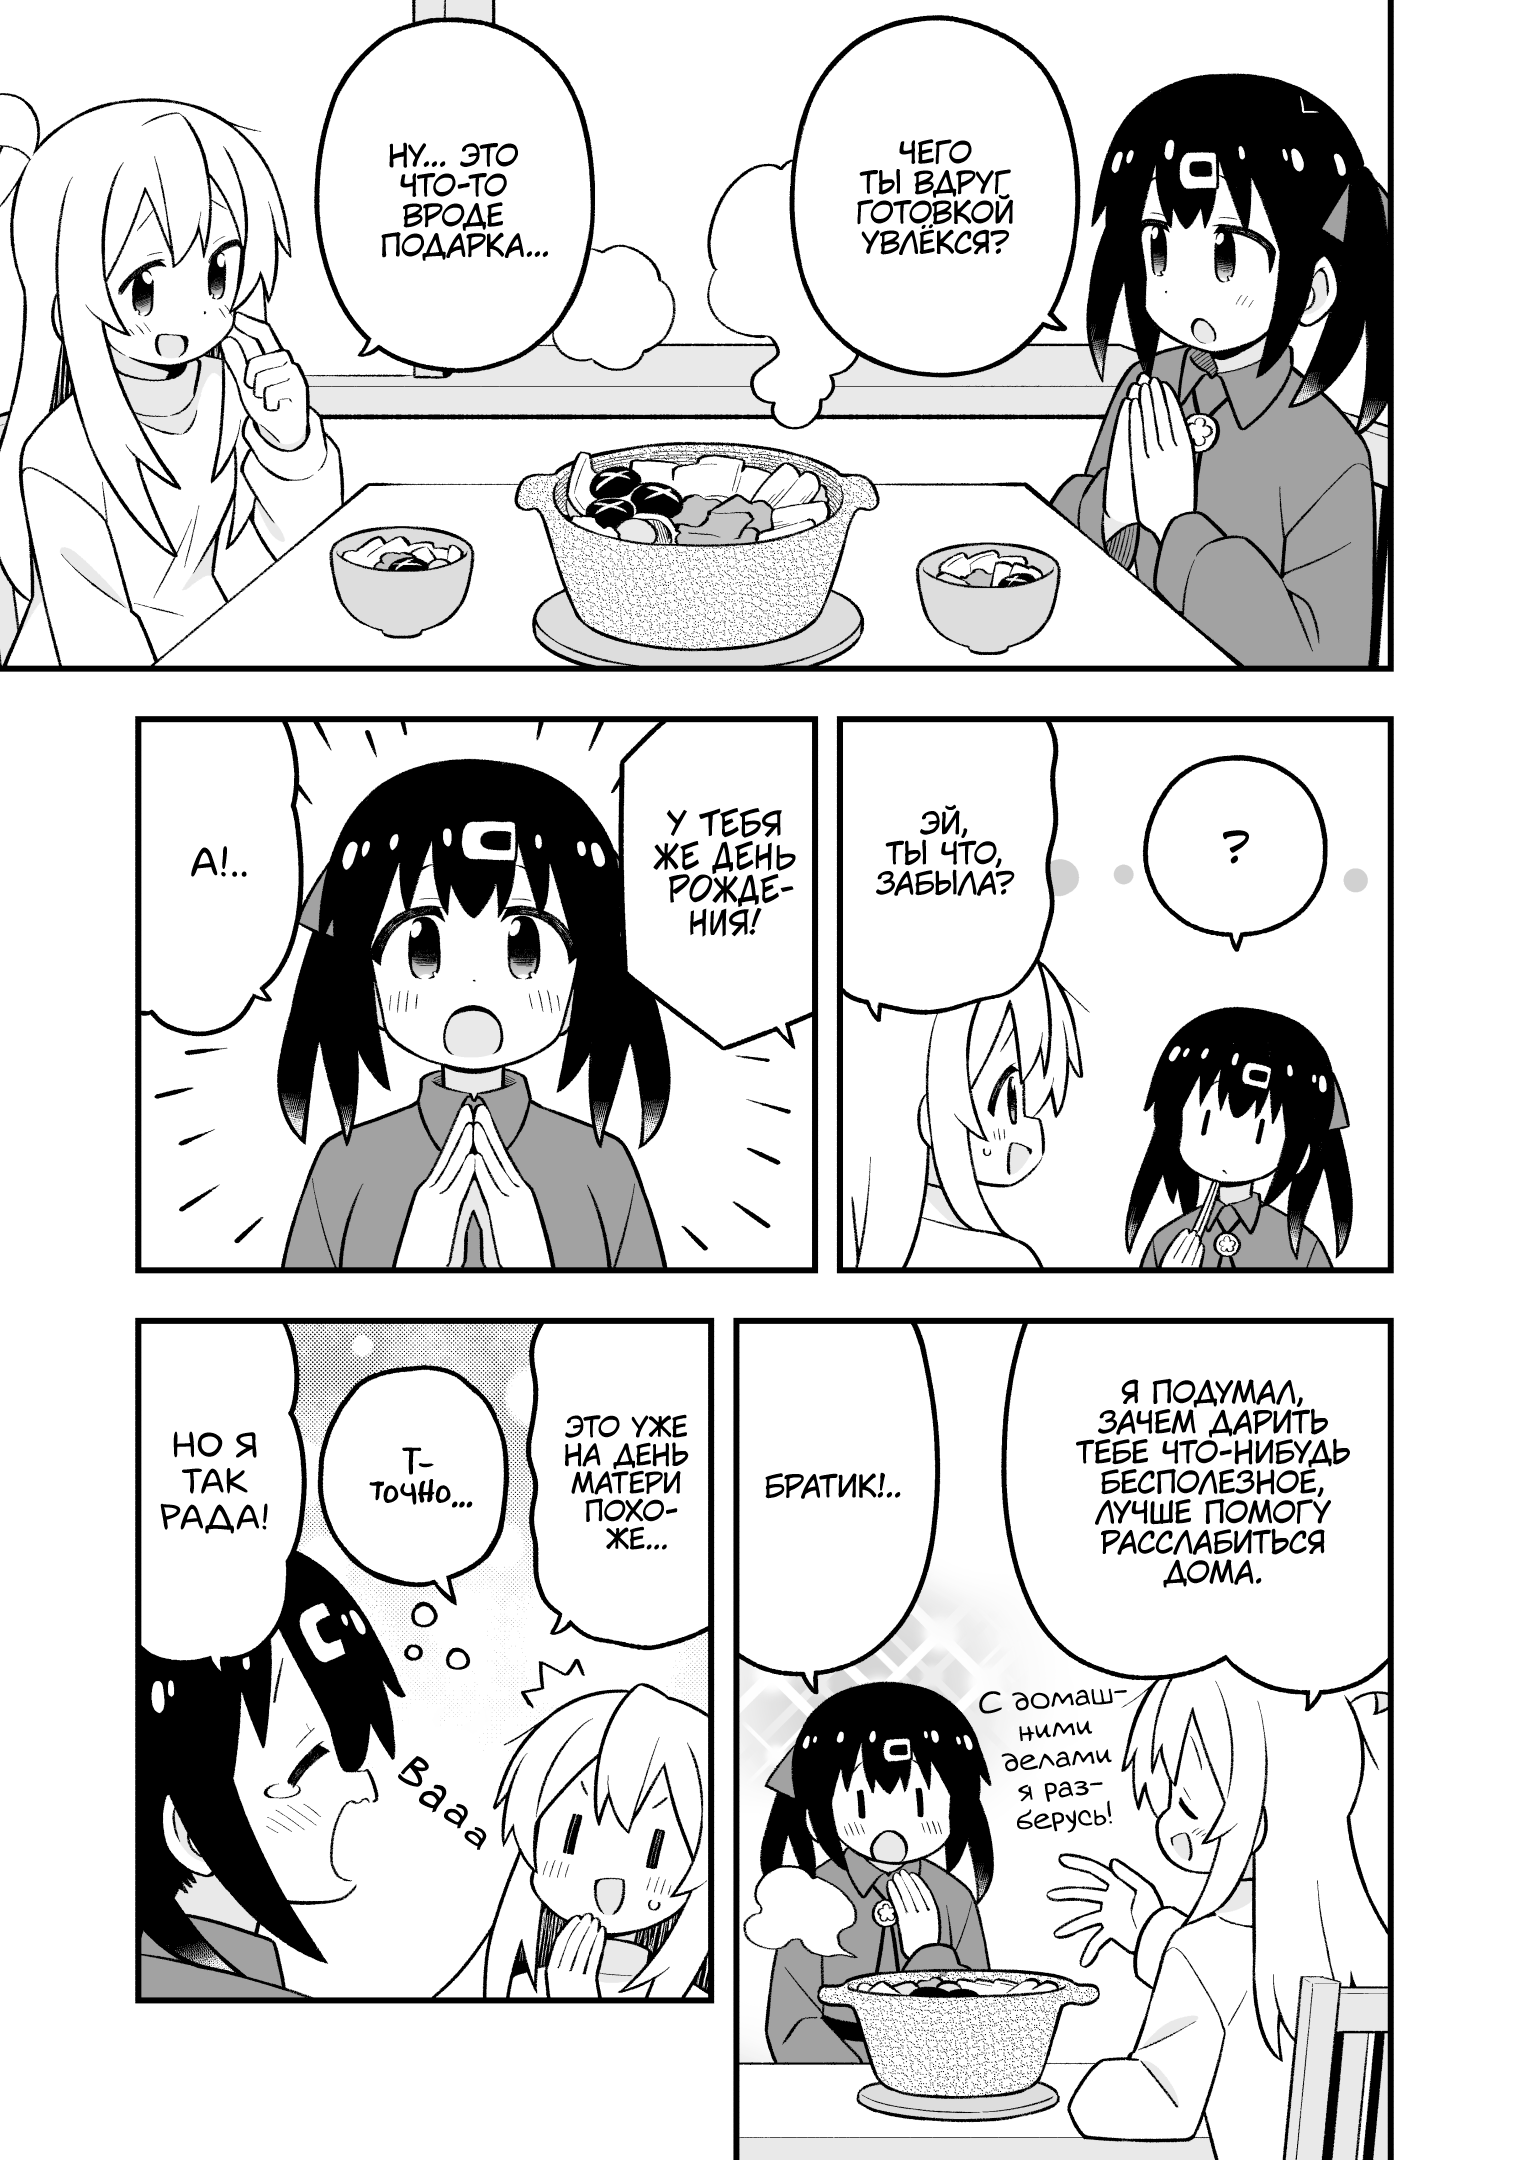 ЧЕГО
ТЫ ВДРУГ
ГОТОВКОЙ
УВЛЁКСЯ?
НУ... ЭТО
ЧТО-ТО
ВРОДЕ
ПОДАРКА...
?
ЭЙ,
ТЫ ЧТО,
ЗАБЫЛА?
У ТЕБЯ
ЖЕ ДЕНЬ
РОЖДЕ-
НИЯ!
А!..
Я ПОДУМАЛ,
ЗАЧЕМ ДАРИТЬ
ТЕБЕ ЧТО-НИБУДЬ
БЕСПОЛЕЗНОЕ,
ЛУЧШЕ ПОМОГУ
РАССЛАБИТЬСЯ
ДОМА.
С домаш-
ними
делами
я раз-
берусь!
БРАТИК!..
ЭТО УЖЕ
НА ДЕНЬ
МАТЕРИ
ПОХО-
ЖЕ...
Т-
точно...
НО Я
ТАК
РАДА!
Вааа